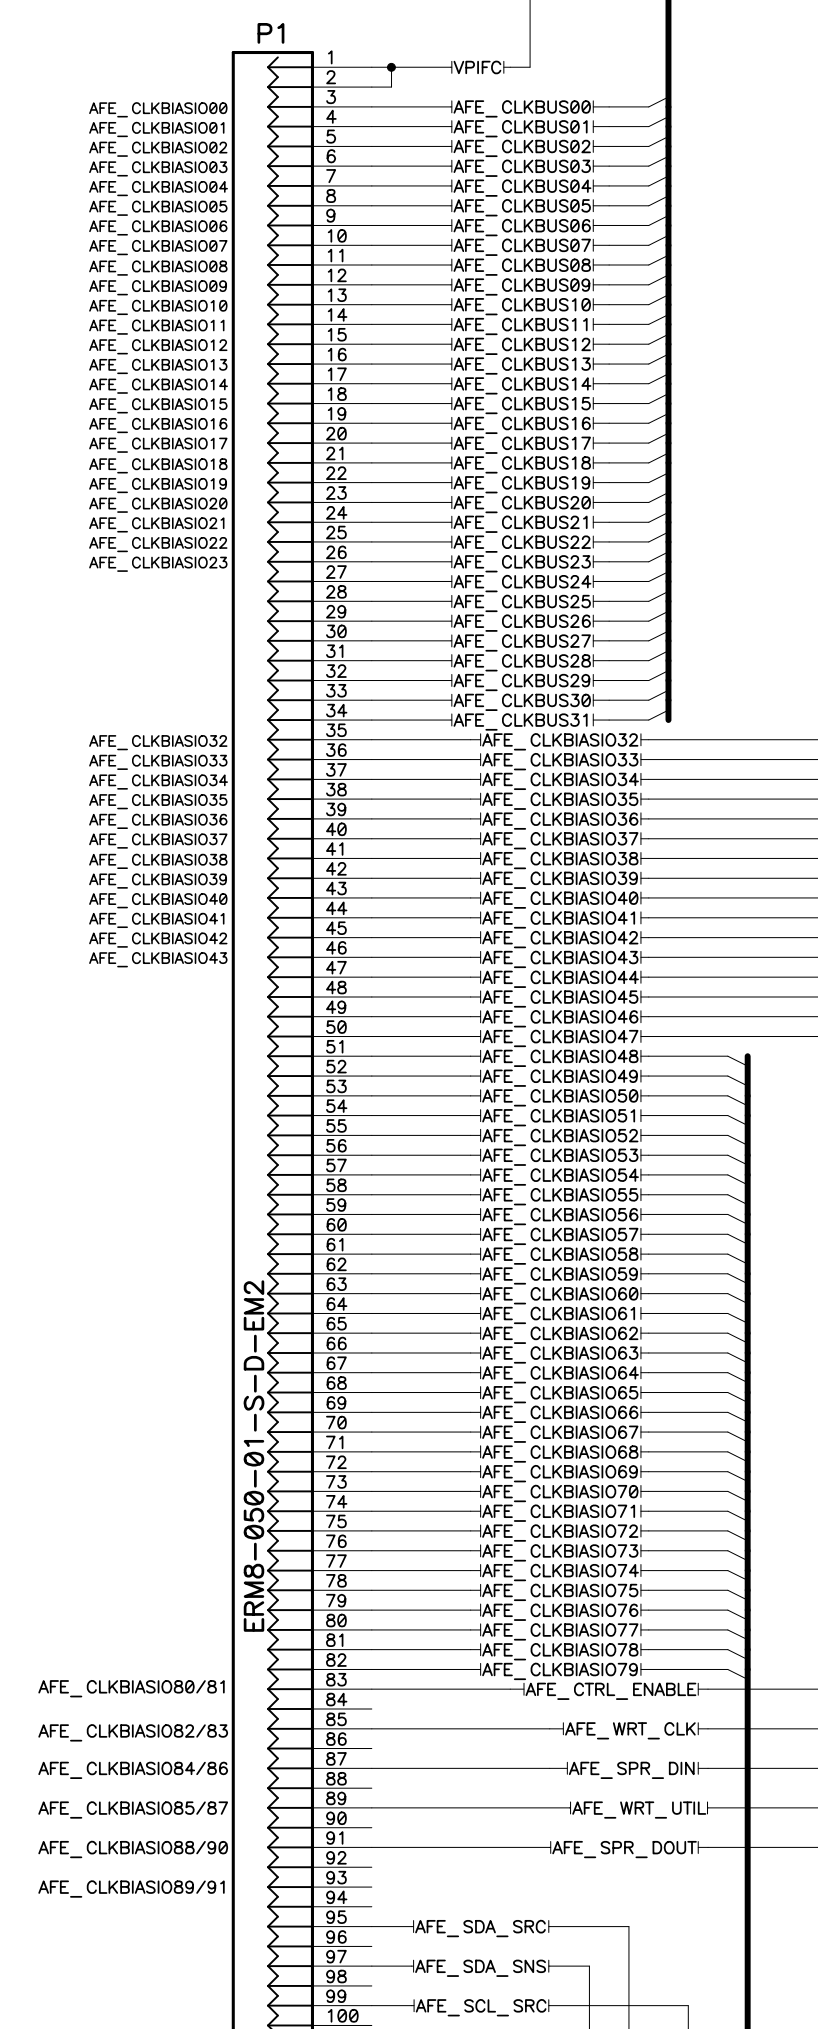 P1
1
VPIFC
2
AFE_CLKBIASIO00 3 AFE_CLKBUS00
AFE_CLKBIASIO01 4 AFE_CLKBUS01
AFE_CLKBIASIO02 5 AFE_CLKBUS02
AFE_CLKBIASIO03 6 AFE_CLKBUS03
AFE_CLKBIASIO04 7 AFE_CLKBUS04
AFE_CLKBIASIO05 8 AFE_CLKBUS05
AFE_CLKBIASIO06 9 AFE_CLKBUS06
AFE_CLKBIASIO07 10 AFE_CLKBUS07
AFE_CLKBIASIO08 11 AFE_CLKBUS08
AFE_CLKBIASIO09 12 AFE_CLKBUS09
AFE_CLKBIASIO10 13 AFE_CLKBUS10
AFE_CLKBIASIO11 14 AFE_CLKBUS11
AFE_CLKBIASIO12 15 AFE_CLKBUS12
AFE_CLKBIASIO13 16 AFE_CLKBUS13
AFE_CLKBIASIO14 17 AFE_CLKBUS14
AFE_CLKBIASIO15 18 AFE_CLKBUS15
AFE_CLKBIASIO16 19 AFE_CLKBUS16
AFE_CLKBIASIO17 20 AFE_CLKBUS17
AFE_CLKBIASIO18 21 AFE_CLKBUS18
AFE_CLKBIASIO19 22 AFE_CLKBUS19
AFE_CLKBIASIO20 23 AFE_CLKBUS20
AFE_CLKBIASIO21 24 AFE_CLKBUS21
AFE_CLKBIASIO22 25 AFE_CLKBUS22
AFE_CLKBIASIO23 26 AFE_CLKBUS23
27 AFE_CLKBUS24
28 AFE_CLKBUS25
29 AFE_CLKBUS26
30 AFE_CLKBUS27
31 AFE_CLKBUS28
32 AFE_CLKBUS29
33 AFE_CLKBUS30
34 AFE_CLKBUS31
AFE_CLKBIASIO32 35 AFE_CLKBIASIO32
AFE_CLKBIASIO33 36 AFE_CLKBIASIO33
AFE_CLKBIASIO34 37 AFE_CLKBIASIO34
AFE_CLKBIASIO35 38 AFE_CLKBIASIO35
AFE_CLKBIASIO36 39 AFE_CLKBIASIO36
AFE_CLKBIASIO37 40 AFE_CLKBIASIO37
AFE_CLKBIASIO38 41 AFE_CLKBIASIO38
AFE_CLKBIASIO39 42 AFE_CLKBIASIO39
AFE_CLKBIASIO40 43 AFE_CLKBIASIO40
AFE_CLKBIASIO41 44 AFE_CLKBIASIO41
AFE_CLKBIASIO42 45 AFE_CLKBIASIO42
AFE_CLKBIASIO43 46 AFE_CLKBIASIO43
47 AFE_CLKBIASIO44
48 AFE_CLKBIASIO45
49 AFE_CLKBIASIO46
50 AFE_CLKBIASIO47
51 AFE_CLKBIASIO48
52 AFE_CLKBIASIO49
53 AFE_CLKBIASIO50
54 AFE_CLKBIASIO51
55 AFE_CLKBIASIO52
56 AFE_CLKBIASIO53
57 AFE_CLKBIASIO54
58 AFE_CLKBIASIO55
59 AFE_CLKBIASIO56
60 AFE_CLKBIASIO57
61 AFE_CLKBIASIO58
62 AFE_CLKBIASIO59
63 AFE_CLKBIASIO60
64 AFE_CLKBIASIO61
65 AFE_CLKBIASIO62
66 AFE_CLKBIASIO63
67 AFE_CLKBIASIO64
68 AFE_CLKBIASIO65
69 AFE_CLKBIASIO66
70 AFE_CLKBIASIO67
71 AFE_CLKBIASIO68
72 AFE_CLKBIASIO69
73 AFE_CLKBIASIO70
74 AFE_CLKBIASIO71
75 AFE_CLKBIASIO72
76 AFE_CLKBIASIO73
77 AFE_CLKBIASIO74
78 AFE_CLKBIASIO75
79 AFE_CLKBIASIO76
80 AFE_CLKBIASIO77
81 AFE_CLKBIASIO78
82 AFE_CLKBIASIO79
ERM8-050-01-S-D-EM2
AFE_CLKBIASIO80/81 83 AFE_CTRL_ENABLE
84
AFE_CLKBIASIO82/83 85 AFE_WRT_CLK
86
AFE_CLKBIASIO84/86 87 AFE_SPR_DIN
88
AFE_CLKBIASIO85/87 89 AFE_WRT_UTIL
90
AFE_CLKBIASIO88/90 91 AFE_SPR_DOUT
92
AFE_CLKBIASIO89/91 93
94
95 AFE_SDA_SRC
96
97 AFE_SDA_SNS
98
99 AFE_SCL_SRC
100